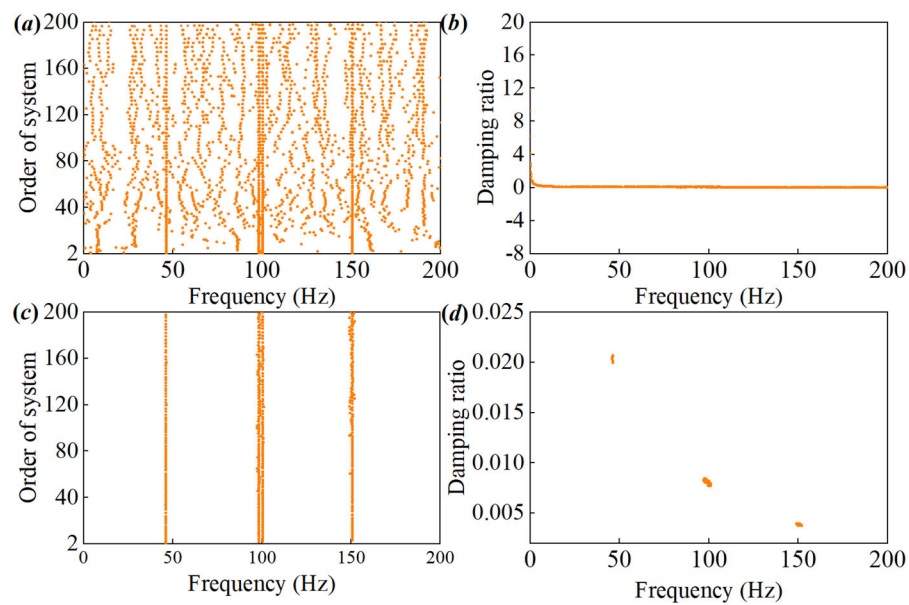 (a)
200
160
120
80
40
2
Order of system
0 50 100 150 200
Frequency (Hz)
(b)
20
16
12
8
4
0
-4
-8
Damping ratio
0 50 100 150 200
Frequency (Hz)
(c)
200
160
120
80
40
2
Order of system
0 50 100 150 200
Frequency (Hz)
(d)
0.025
0.020
0.015
0.010
0.005
Damping ratio
0 50 100 150 200
Frequency (Hz)